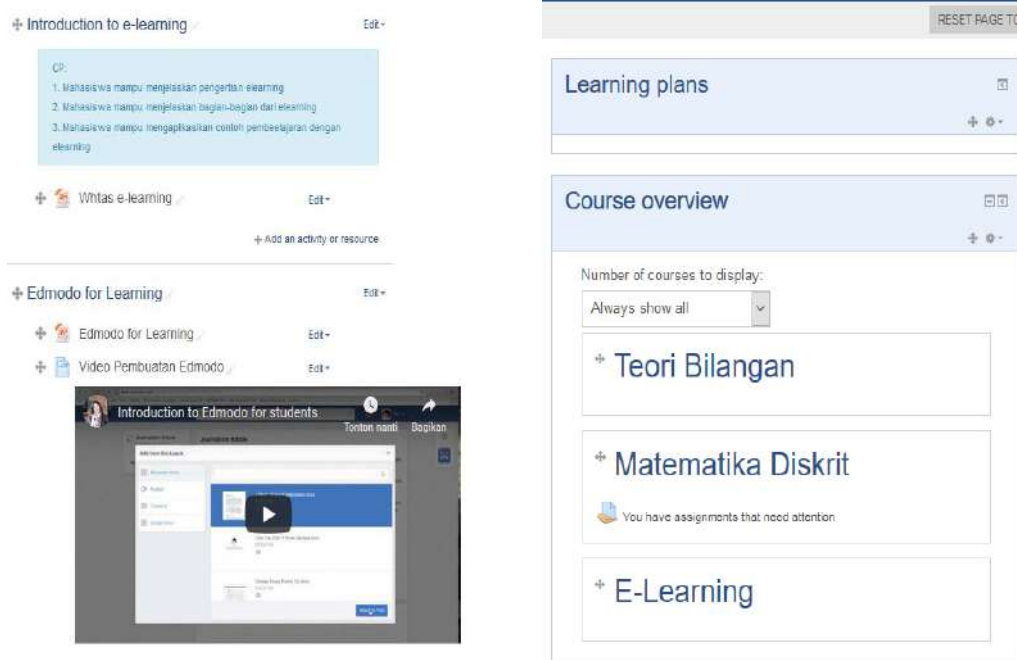 Introduction to e-learning
Edit
CP:
1. Mahasiswa mampu menjelaskan pengertian elearning
2. Mahasiswa mampu menjelaskan bagian-bagian dari elearning
3. Mahasiswa mampu mengaplikasikan contoh pembeelajaran dengan
elearning
Whtas e-learning
Edit
Add an activity or resource
Edmodo for Learning
Edit
Edmodo for Learning
Edit
Video Pembuatan Edmodo
Edit
Introduction to Edmodo for students
Tonton nanti
Bagikan
RESET PAGE TO
Learning plans
Course overview
Number of courses to display:
Always show all
Teori Bilangan
Matematika Diskrit
You have assignments that need attention
E-Learning